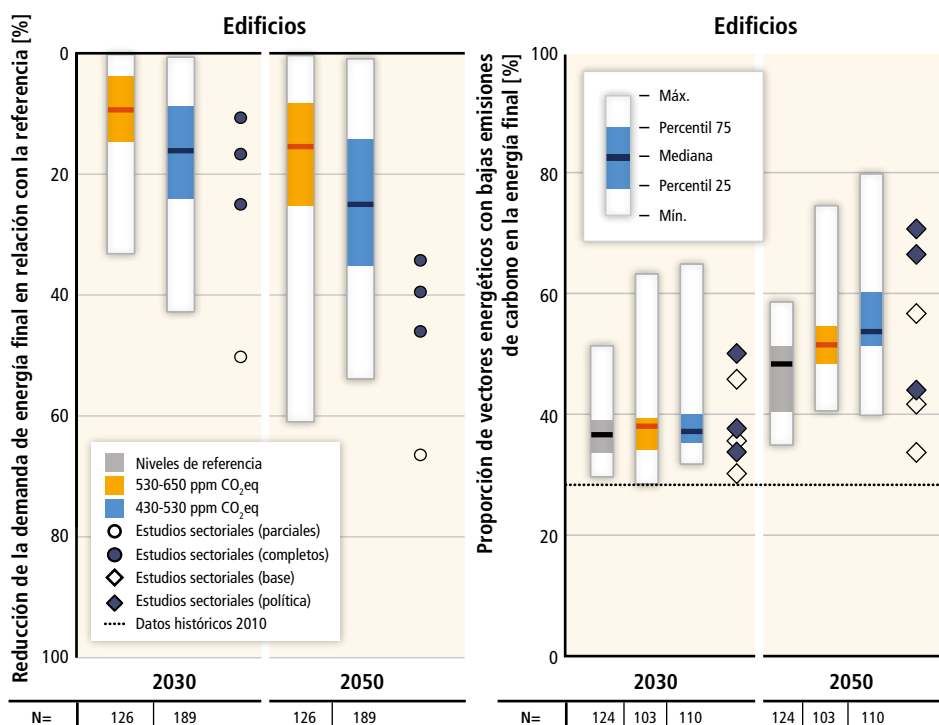 Edificios
Reducción de la demanda de energía final en relación con la referencia [%]
0
20
40
60
80
100
Niveles de referencia
530-650 ppm CO₂eq
430-530 ppm CO₂eq
Estudios sectoriales (parciales)
Estudios sectoriales (completos)
Estudios sectoriales (base)
Estudios sectoriales (política)
Datos históricos 2010
2030 2050
N= 126 189 126 189
Edificios
Proporción de vectores energéticos con bajas emisiones
de carbono en la energía final [%]
100
80
60
40
20
0
Máx.
Percentil 75
Mediana
Percentil 25
Mín.
2030 2050
N= 124 103 110 124 103 110